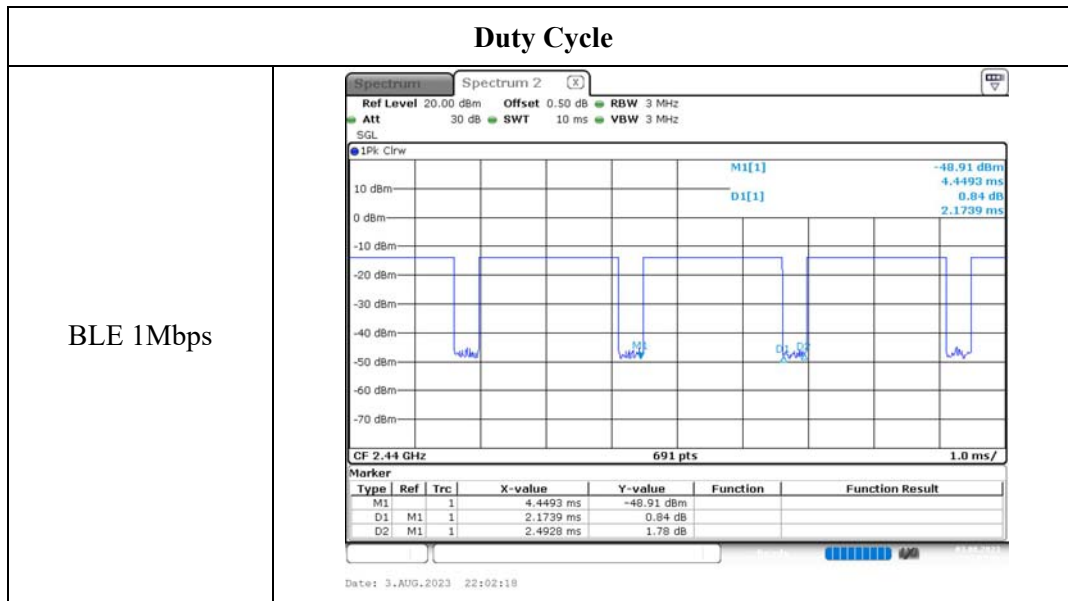 Duty Cycle
BLE 1Mbps
Spectrum Spectrum 2 X
Ref Level 20.00 dBm Offset 0.50 dB RBW 3 MHz
Att 30 dB SWT 10 ms VBW 3 MHz
SGL
1Pk Clrw
M1[1] -48.91 dBm
4.4493 ms
10 dBm
D1[1] 0.84 dB
2.1739 ms
0 dBm
-10 dBm
-20 dBm
-30 dBm
-40 dBm
M1 D1 D2
-50 dBm
-60 dBm
-70 dBm
CF 2.44 GHz 691 pts 1.0 ms/
Marker
Type Ref Trc X-value Y-value Function Function Result
M1 1 4.4493 ms -48.91 dBm
D1 M1 1 2.1739 ms 0.84 dB
D2 M1 1 2.4928 ms 1.78 dB
Date: 3.AUG.2023 22:02:18